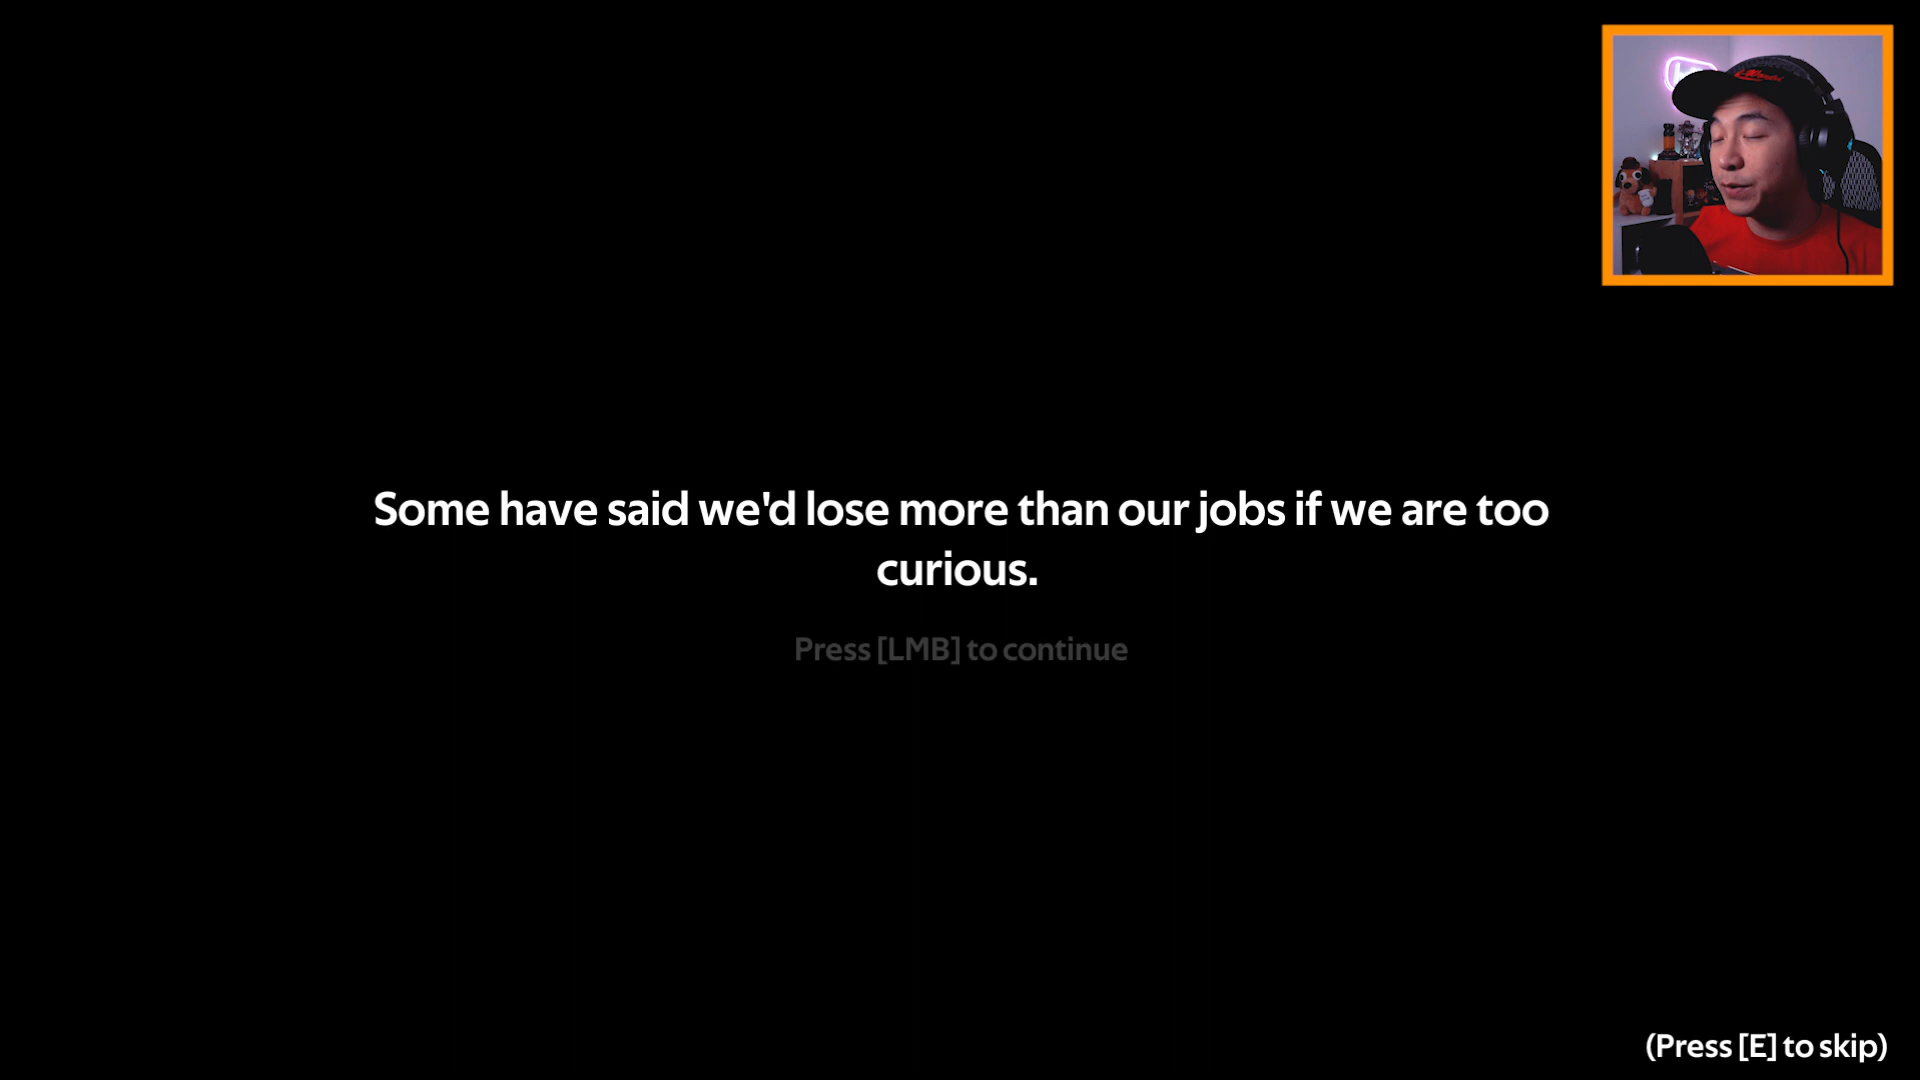 Some have said we'd lose more than our jobs if we are too
curious.
Press [LMB] to continue
(Press [E] to skip)